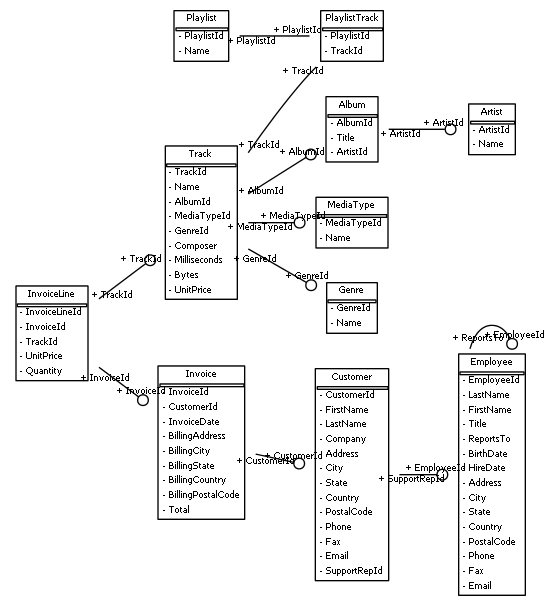 Playlist
- PlaylistId
- Name
+ PlaylistId
+ PlaylistId
PlaylistTrack
- PlaylistId
- TrackId
+ TrackId
+ TrackId
Album
- AlbumId
- Title
- ArtistId
+ ArtistId
+ ArtistId
Artist
- ArtistId
- Name
Track
- TrackId
- Name
- AlbumId
- MediaTypeId
- GenreId
- Composer
- Milliseconds
- Bytes
- UnitPrice
+ AlbumId
+ AlbumId
+ MediaTypeId
+ MediaTypeId
MediaType
- MediaTypeId
- Name
+ GenreId
+ GenreId
Genre
- GenreId
- Name
+ TrackId
+ TrackId
InvoiceLine
- InvoiceLineId
- InvoiceId
- TrackId
- UnitPrice
- Quantity
+ InvoiceId
+ InvoiceId
Invoice
- InvoiceId
- CustomerId
- InvoiceDate
- BillingAddress
- BillingCity
- BillingState
- BillingCountry
- BillingPostalCode
- Total
+ CustomerId
+ CustomerId
Customer
- CustomerId
- FirstName
- LastName
- Company
- Address
- City
- State
- Country
- PostalCode
- Phone
- Fax
- Email
- SupportRepId
+ EmployeeId
+ SupportRepId
+ ReportsTo
+ EmployeeId
Employee
- EmployeeId
- LastName
- FirstName
- Title
- ReportsTo
- BirthDate
- HireDate
- Address
- City
- State
- Country
- PostalCode
- Phone
- Fax
- Email